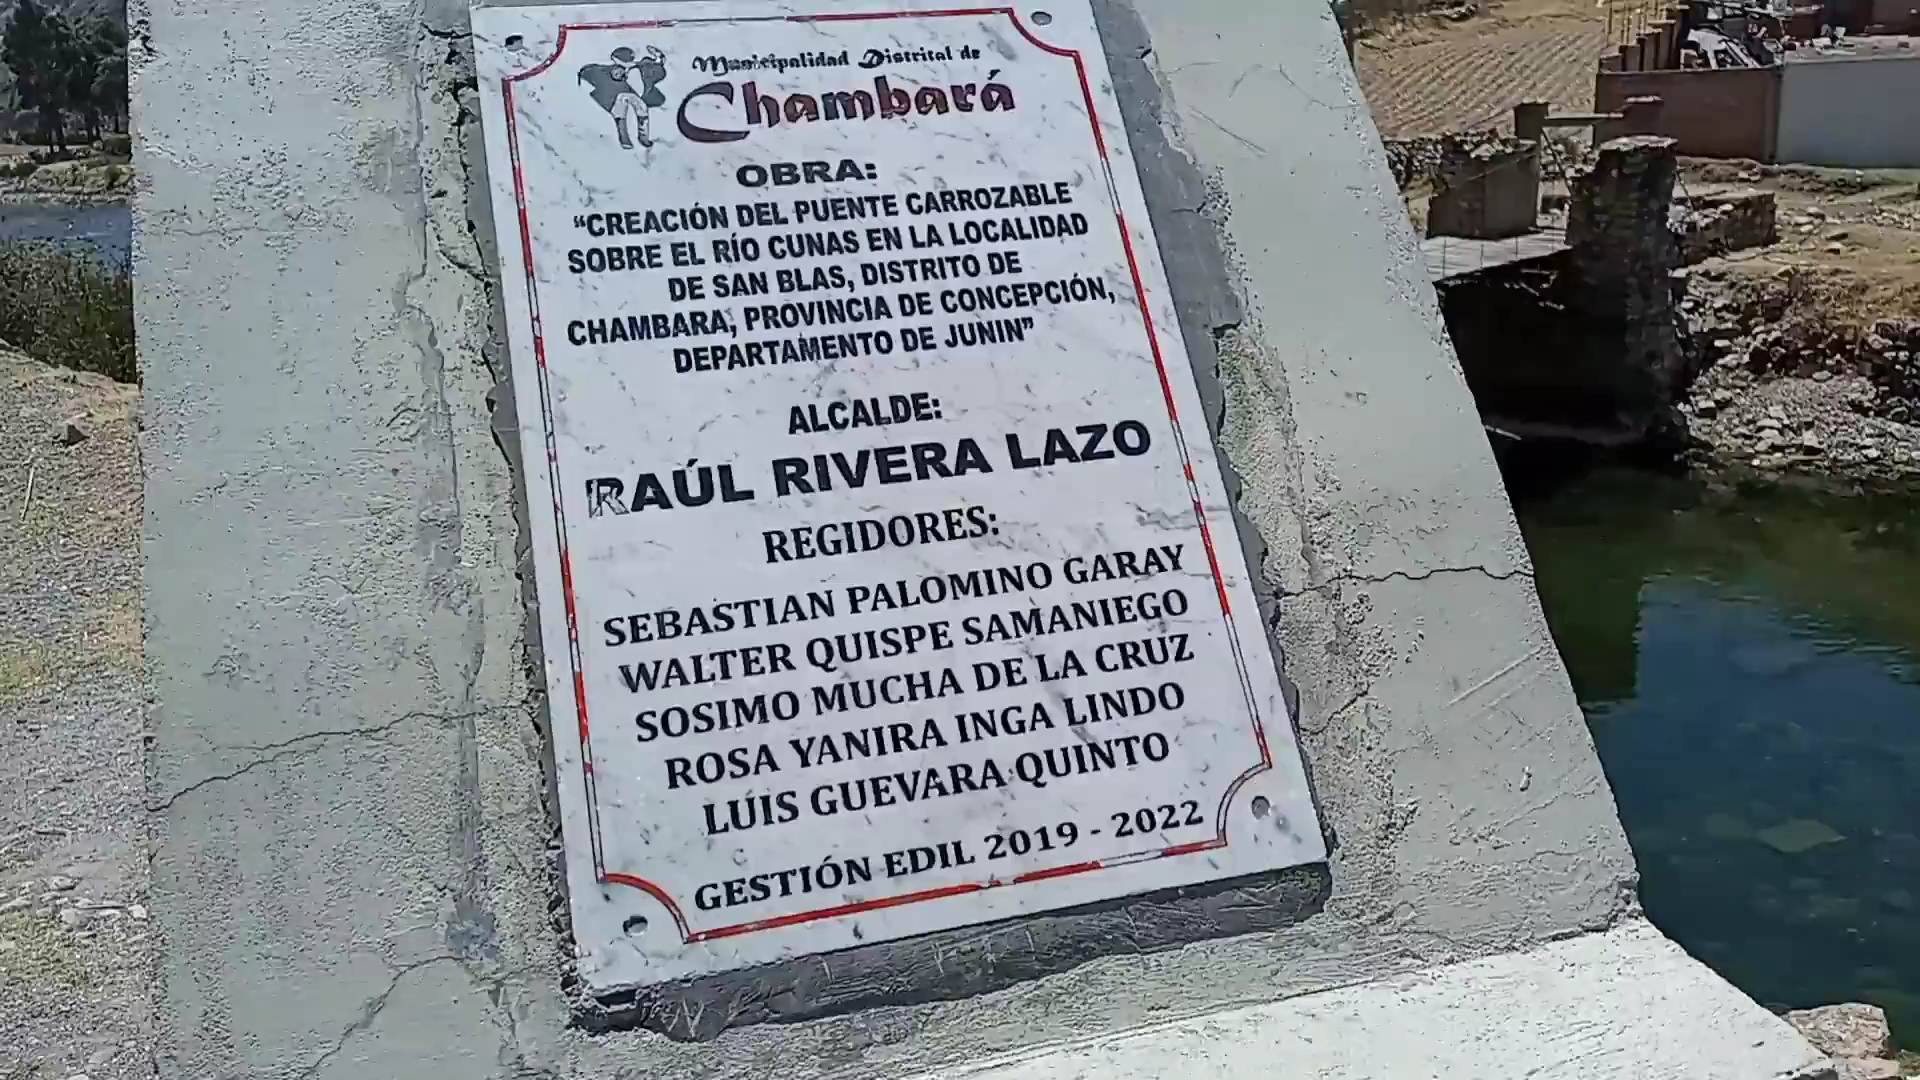 Municipalidad Distrital de
Chambará
OBRA:
“CREACIÓN DEL PUENTE CARROZABLE
SOBRE EL RÍO CUNAS EN LA LOCALIDAD
DE SAN BLAS, DISTRITO DE
CHAMBARA, PROVINCIA DE CONCEPCIÓN,
DEPARTAMENTO DE JUNIN”
ALCALDE:
RAÚL RIVERA LAZO
REGIDORES:
SEBASTIAN PALOMINO GARAY
WALTER QUISPE SAMANIEGO
SOSIMO MUCHA DE LA CRUZ
ROSA YANIRA INGA LINDO
LUIS GUEVARA QUINTO
GESTIÓN EDIL 2019 - 2022